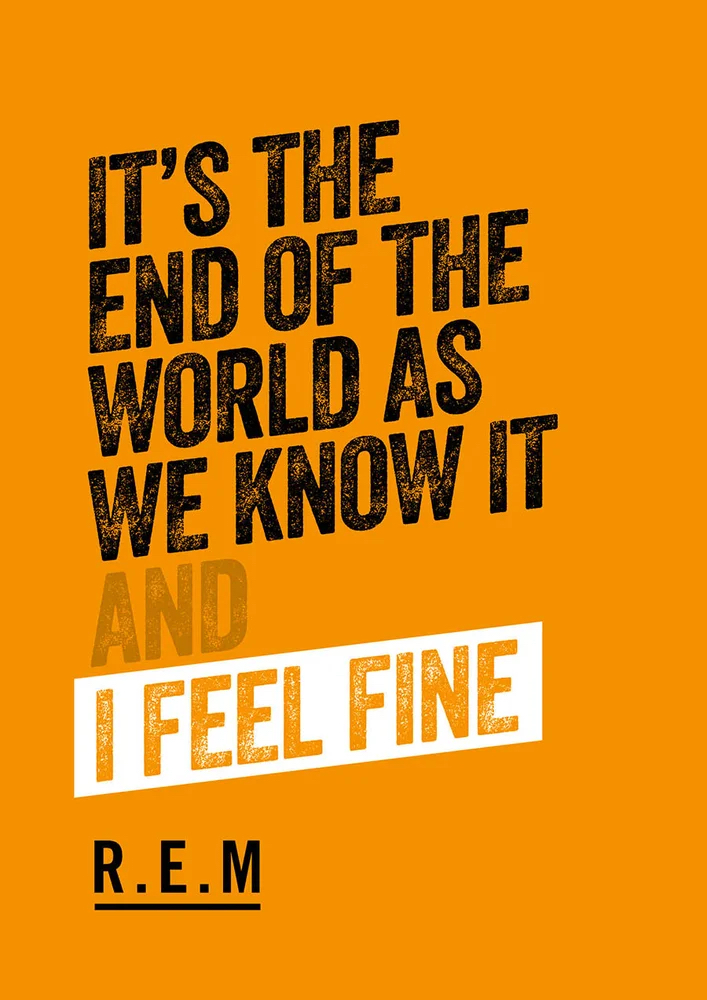 IT’S THE
END OF THE
WORLD AS
WE KNOW IT
AND
I FEEL FINE
R.E.M